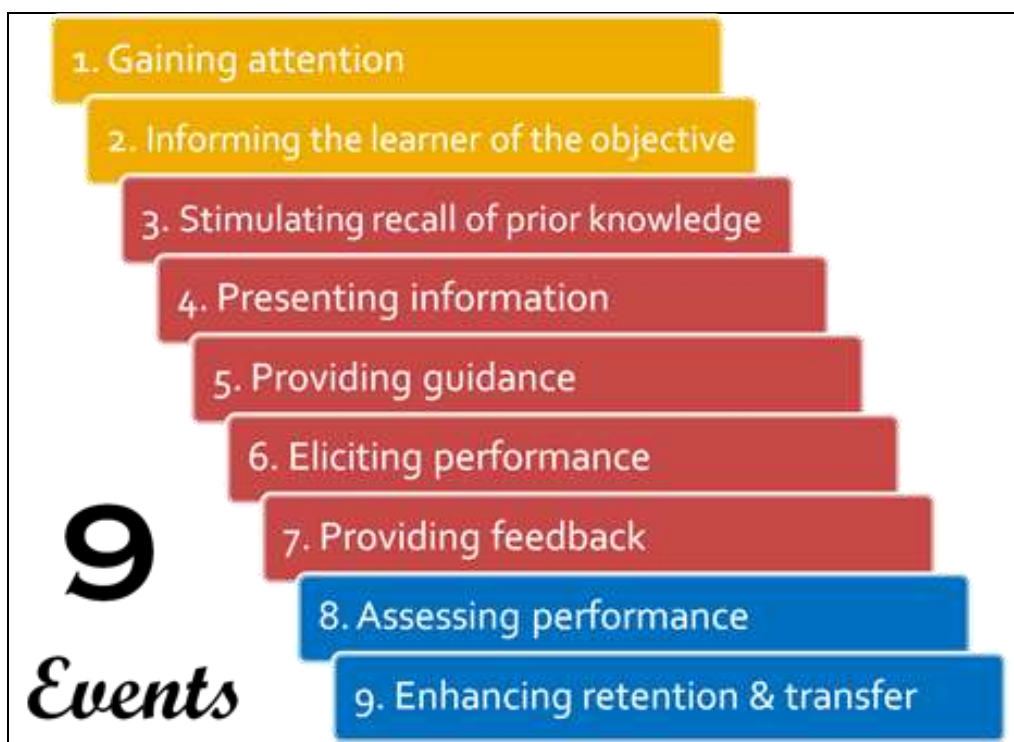 1. Gaining attention
2. Informing the learner of the objective
3. Stimulating recall of prior knowledge
4. Presenting information
5. Providing guidance
6. Eliciting performance
7. Providing feedback
8. Assessing performance
9. Enhancing retention & transfer
9
Events